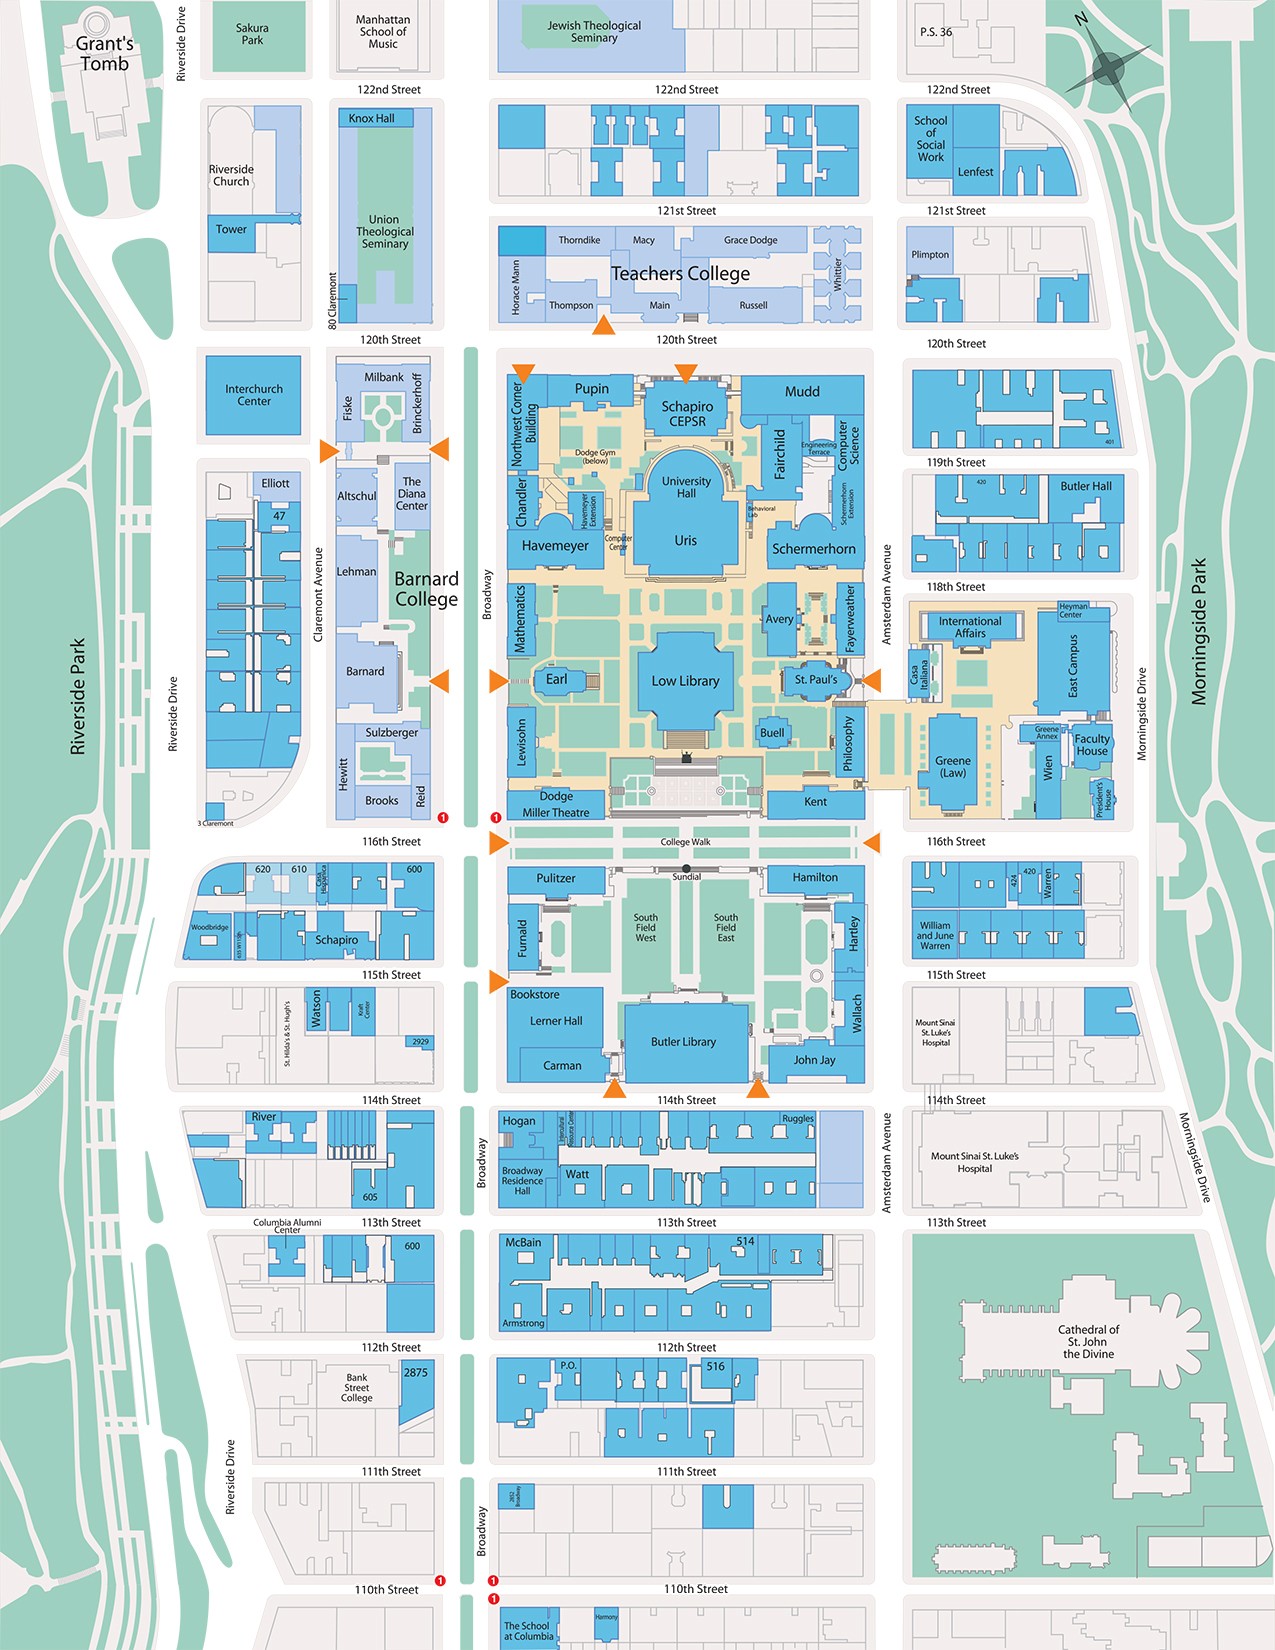 Grant's
Tomb
Riverside Drive
Sakura
Park
Manhattan
School of
Music
Jewish Theological
Seminary
P.S. 36
N
122nd Street
122nd Street
122nd Street
Knox Hall
Riverside
Church
Tower
Union
Theological
Seminary
80 Claremont
School
of
Social
Work
Lenfest
121st Street
121st Street
Thorndike
Macy
Grace Dodge
Teachers College
Horace Mann
Thompson
Main
Russell
Whittier
Plimpton
120th Street
120th Street
120th Street
Interchurch
Center
Milbank
Fiske
Brinckerhoff
Northwest Corner
Building
Pupin
Schapiro
CEPSR
Mudd
Dodge Gym
(below)
Fairchild
Engineering
Terrace
Computer
Science
401
119th Street
Elliott
47
Altschul
The
Diana
Center
Chandler
Havemeyer
Extension
University
Hall
Uris
Behavioral
Lab
Schermerhorn
Extension
Computer
Center
Havemeyer
Schermerhorn
420
Butler Hall
118th Street
Claremont Avenue
Lehman
Barnard
College
Broadway
Amsterdam Avenue
Morningside Park
Riverside Park
Mathematics
Avery
Fayerweather
International
Affairs
Heyman
Center
Casa
Italiana
East Campus
Barnard
Earl
Low Library
St. Paul's
Riverside Drive
Morningside Drive
Sulzberger
Hewitt
Brooks
Reid
Lewisohn
Buell
Philosophy
Greene
(Law)
Greene
Annex
Wien
Faculty
House
President's
House
Dodge
Miller Theatre
Kent
3 Claremont
1
1
116th Street
College Walk
116th Street
620
610
Casa
Hispánica
600
Pulitzer
Sundial
Hamilton
424
420
Warren
Woodbridge
Schapiro
Furnald
South
Field
West
South
Field
East
Hartley
William
and June
Warren
115th Street
115th Street
St. Hilda's & St. Hugh's
Watson
Kraft
Center
2929
Bookstore
Lerner Hall
Carman
Butler Library
Wallach
John Jay
Mount Sinai
St. Luke's
Hospital
114th Street
114th Street
114th Street
River
605
Hogan
Intercultural
Resource Center
Ruggles
Broadway
Broadway
Residence
Hall
Watt
Amsterdam Avenue
Mount Sinai St. Luke's
Hospital
Morningside Drive
113th Street
113th Street
113th Street
Columbia Alumni
Center
600
McBain
514
Armstrong
Cathedral of
St. John
the Divine
112th Street
112th Street
Bank
Street
College
2875
P.O.
516
Riverside Drive
111th Street
111th Street
Broadway
2852
Broadway
1
1
110th Street
110th Street
1
The School
at Columbia
Harmony